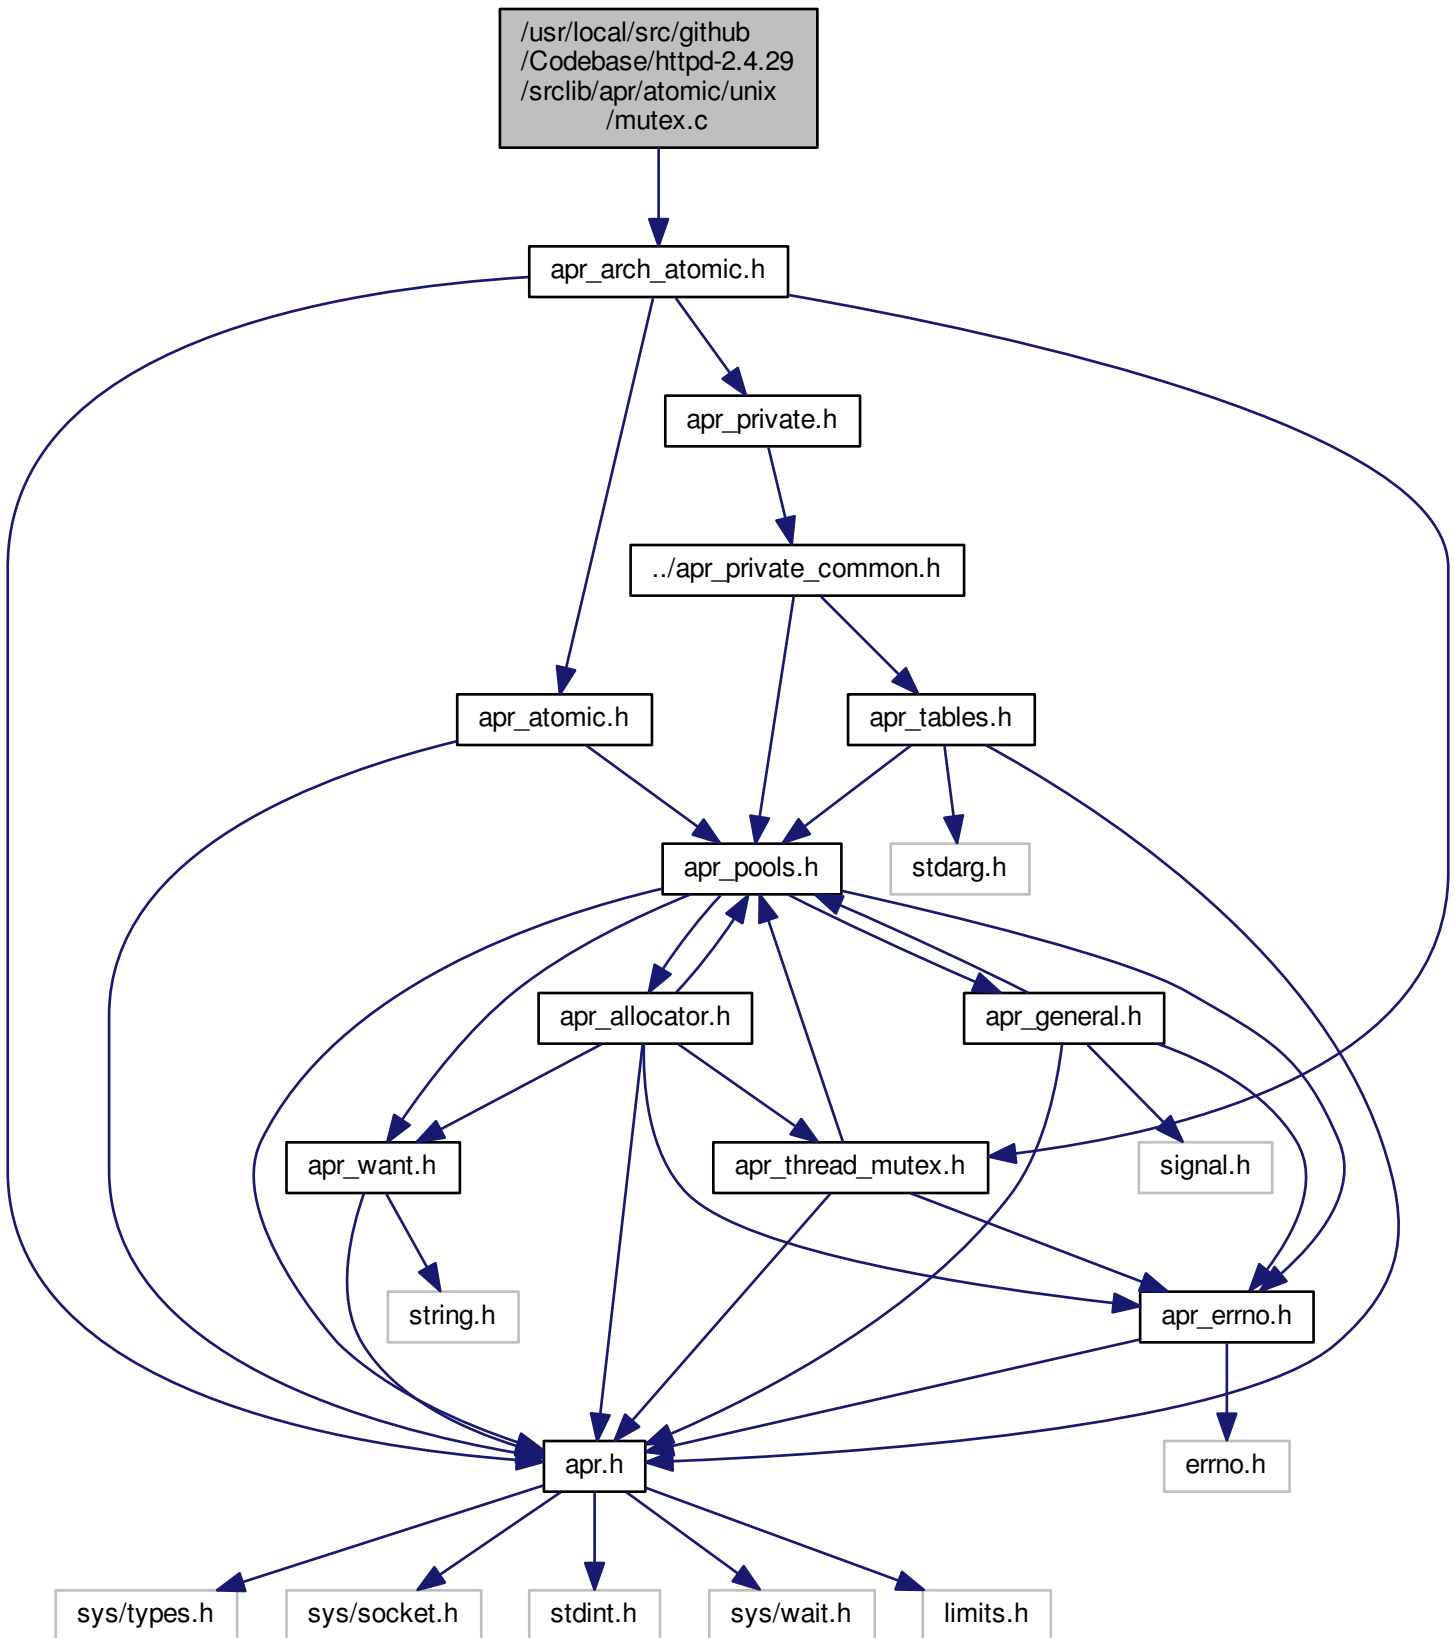 /usr/local/src/github
/Codebase/httpd-2.4.29
/srclib/apr/atomic/unix
/mutex.c
apr_arch_atomic.h
apr_private.h
../apr_private_common.h
apr_atomic.h
apr_tables.h
apr_pools.h
stdarg.h
apr_allocator.h
apr_general.h
apr_want.h
apr_thread_mutex.h
signal.h
string.h
apr_errno.h
apr.h
errno.h
sys/types.h
sys/socket.h
stdint.h
sys/wait.h
limits.h